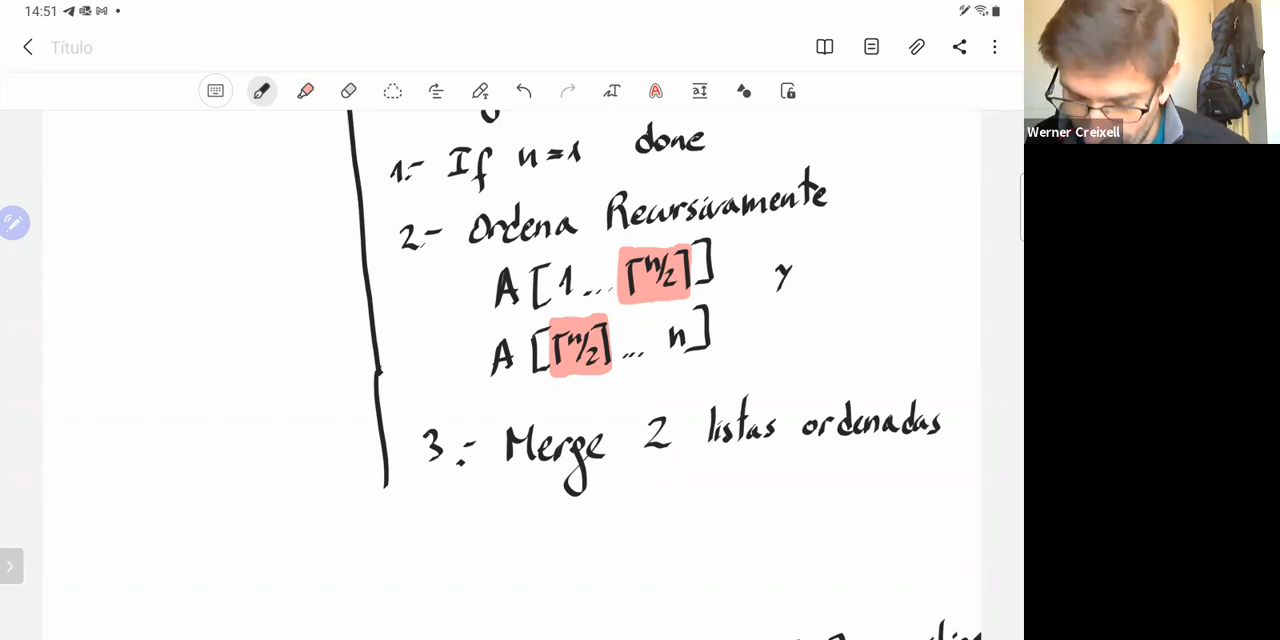 14:51
Título
Werner Creixell
1.- If n=1 done
2.- Ordena Recursivamente
A [1...⌈n/2⌉] y
A [⌈n/2⌉... n]
3.- Merge 2 listas ordenadas